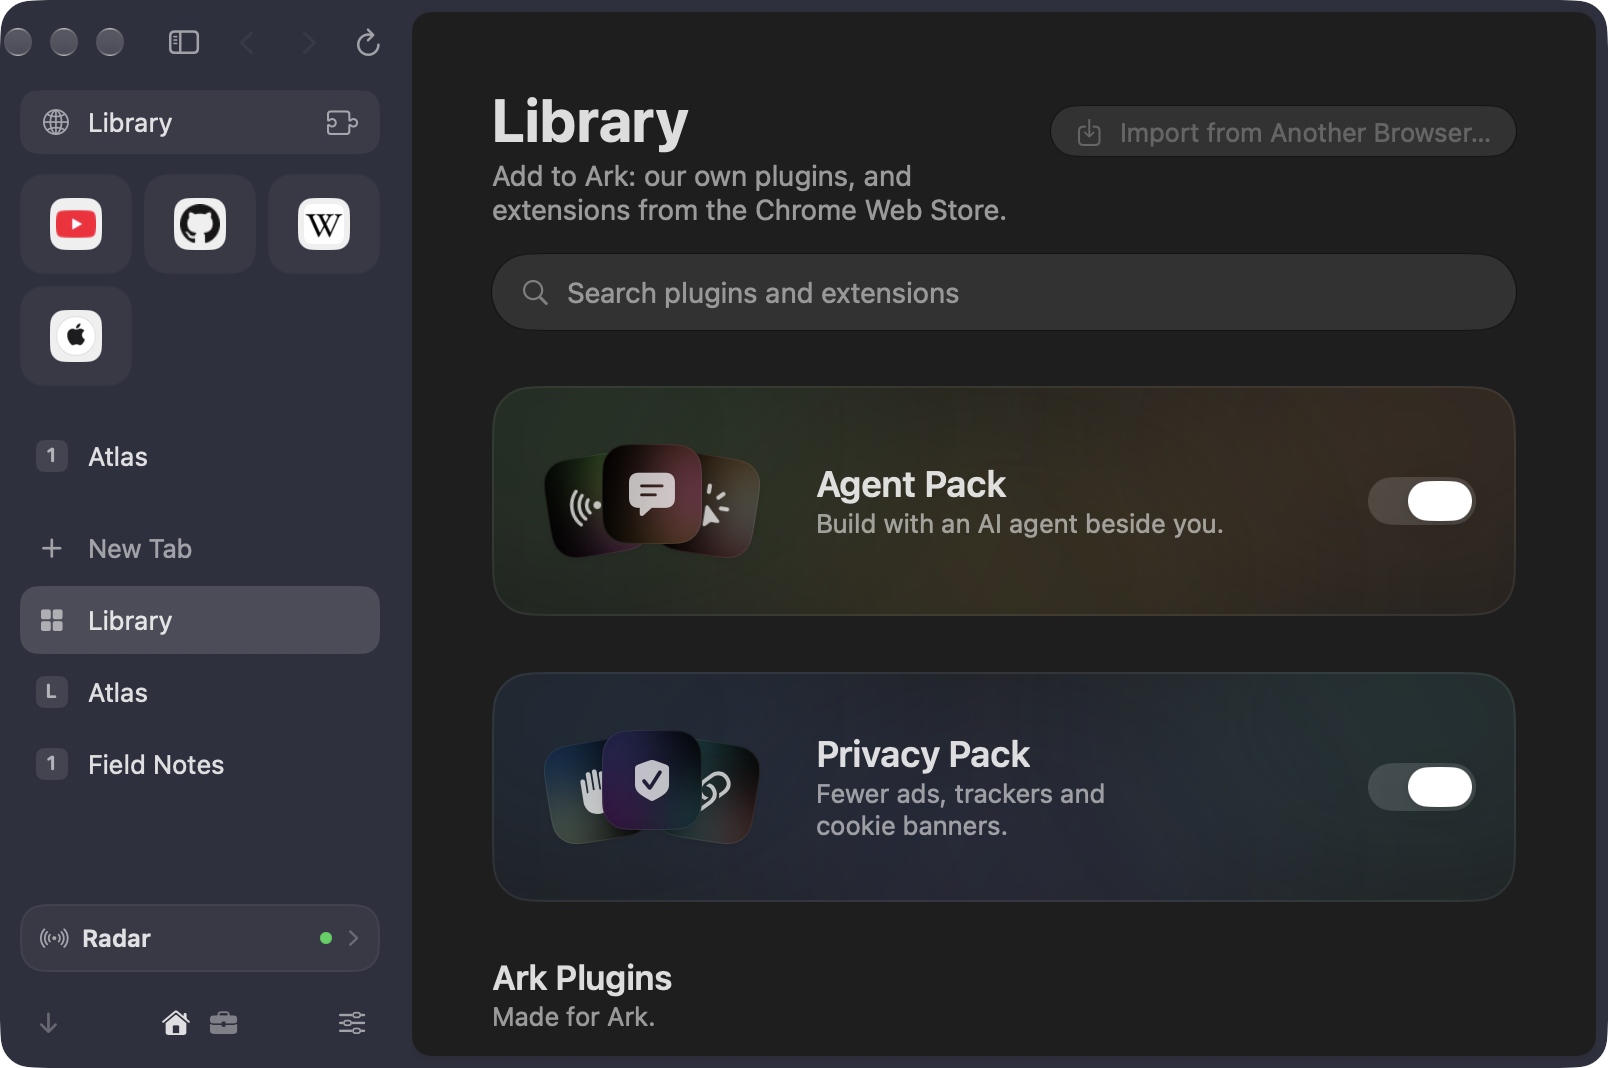 Library
W
1 Atlas
+ New Tab
Library
L Atlas
1 Field Notes
Radar
Library
Import from Another Browser...
Add to Ark: our own plugins, and
extensions from the Chrome Web Store.
Search plugins and extensions
Agent Pack
Build with an AI agent beside you.
Privacy Pack
Fewer ads, trackers and
cookie banners.
Ark Plugins
Made for Ark.